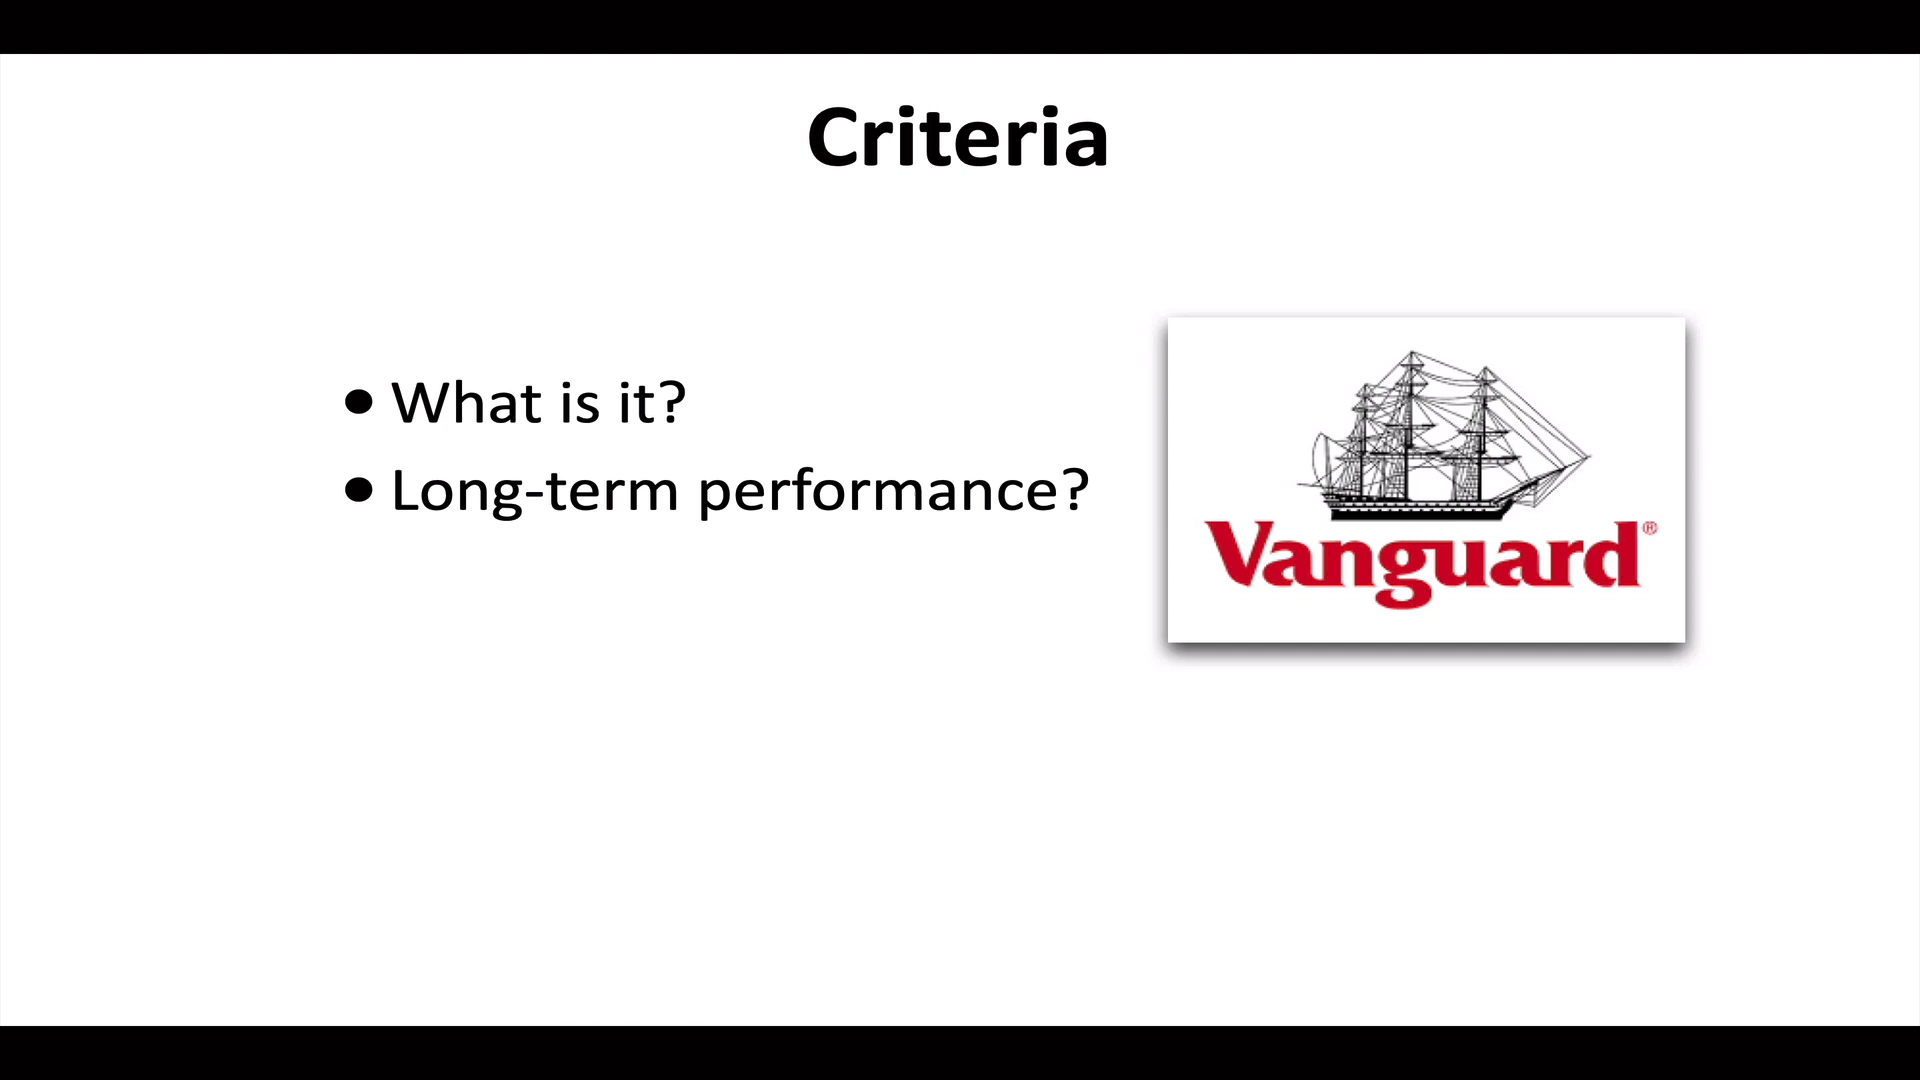 Criteria
• What is it?
• Long-term performance?
Vanguard®